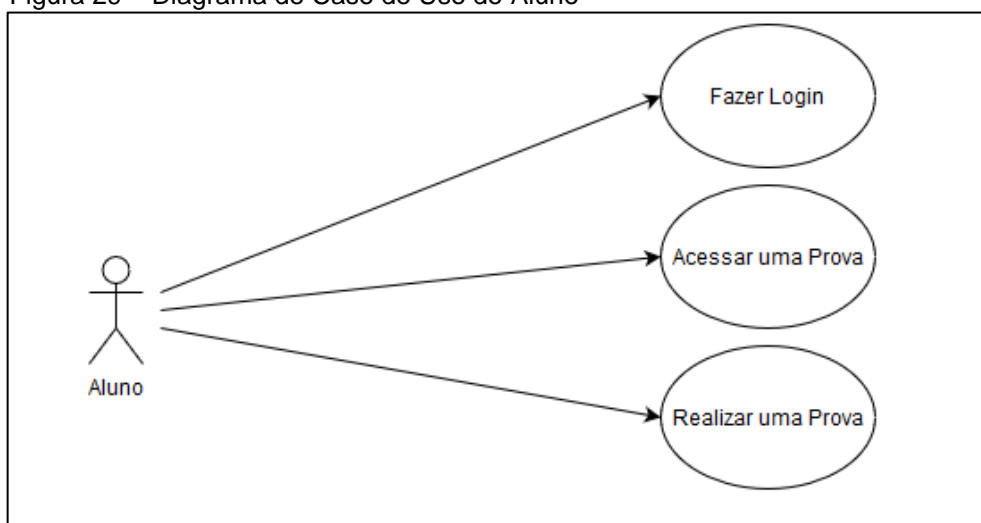 Figura – Diagrama de Caso de Uso do Aluno
Fazer Login
Acessar uma Prova
Aluno
Realizar uma Prova